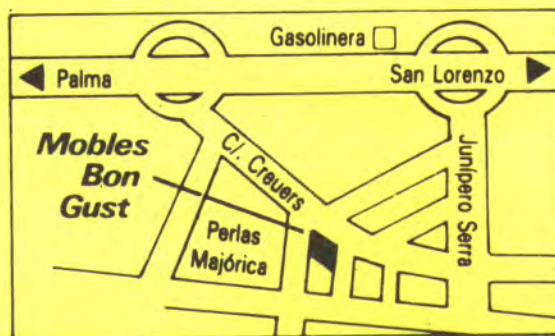 Gasolinera
Palma
San Lorenzo
Mobles
Bon
Gust
C/. Creuers
Junípero Serra
Perlas
Majórica